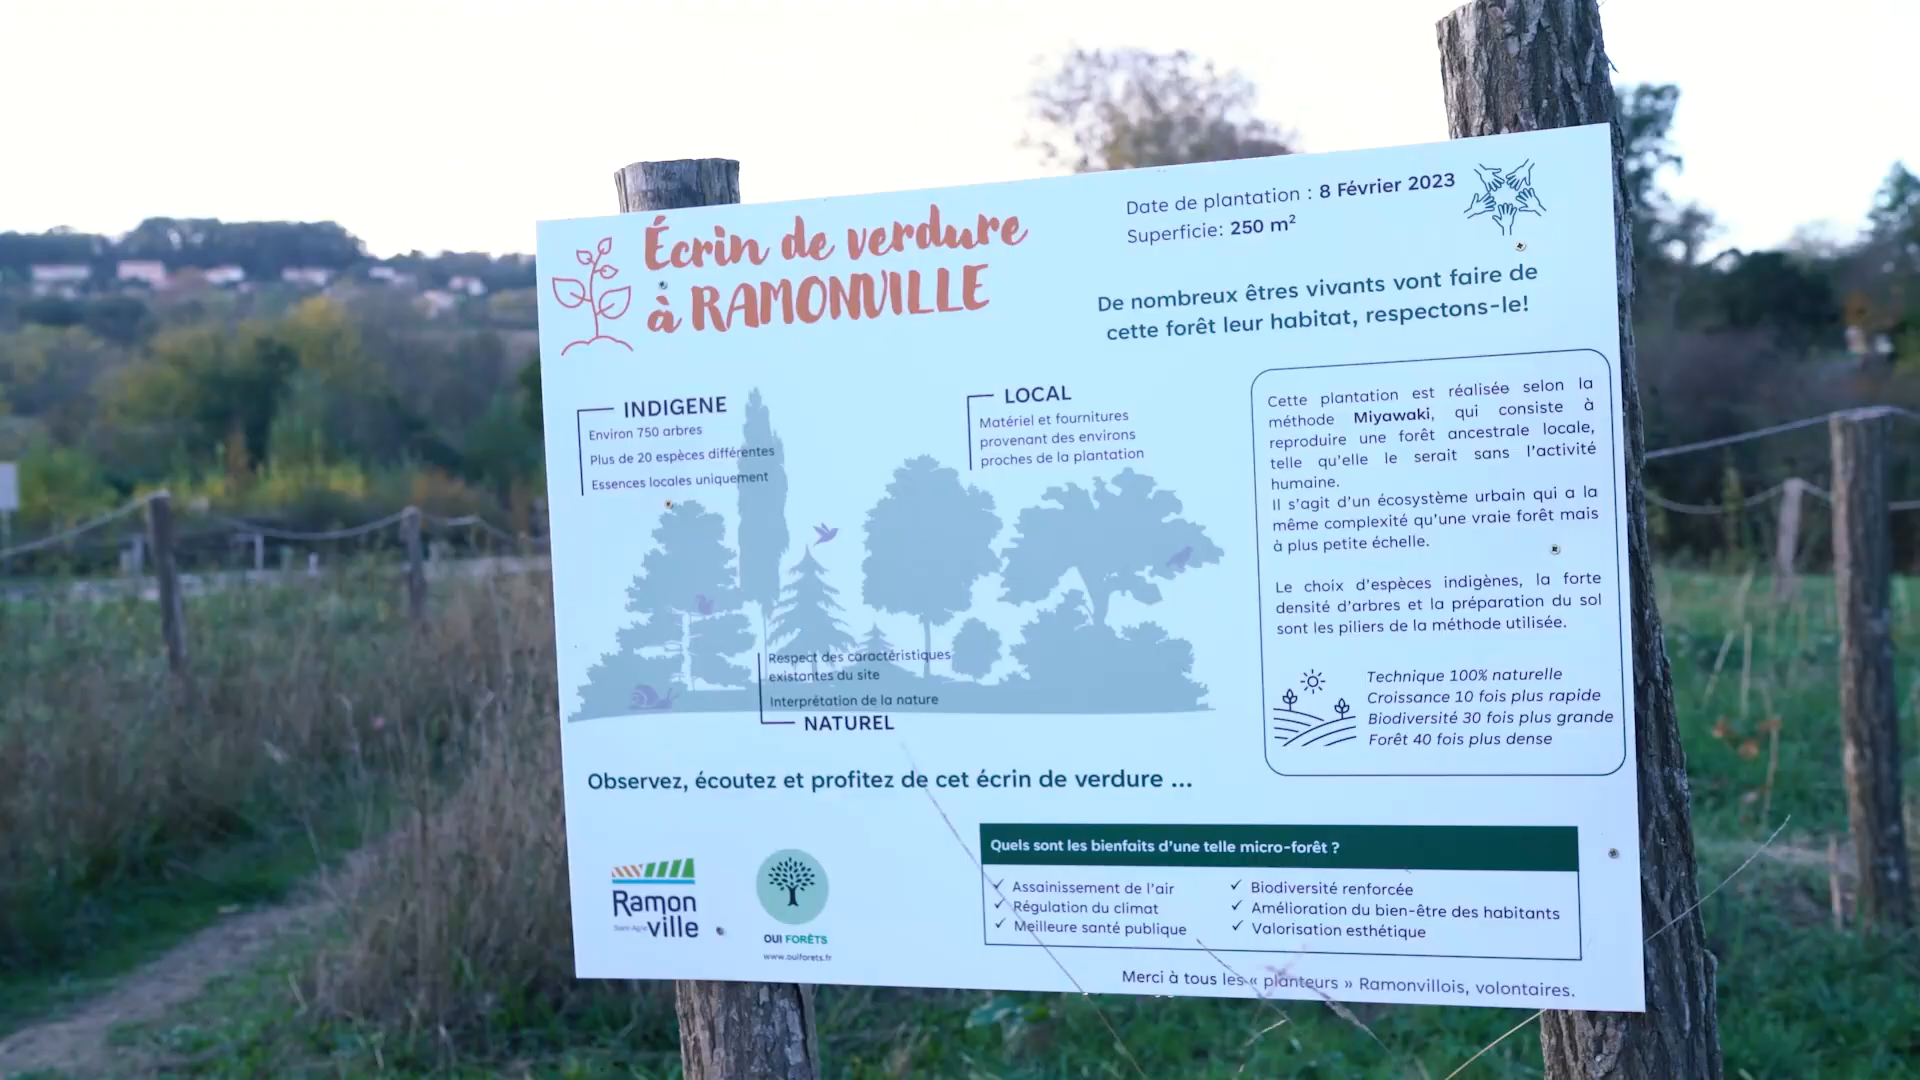 Écrin de verdure
à RAMONVILLE
Date de plantation : 8 Février 2023
Superficie: 250 m²
De nombreux êtres vivants vont faire de
cette forêt leur habitat, respectons-le!
INDIGENE
Environ 750 arbres
Plus de 20 espèces différentes
Essences locales uniquement
LOCAL
Matériel et fournitures
provenant des environs
proches de la plantation
Respect des caractéristiques
existantes du site
Interprétation de la nature
NATUREL
Cette plantation est réalisée selon la
méthode Miyawaki, qui consiste à
reproduire une forêt ancestrale locale,
telle qu'elle le serait sans l'activité
humaine.
Il s'agit d'un écosystème urbain qui a la
même complexité qu'une vraie forêt mais
à plus petite échelle.
Le choix d'espèces indigènes, la forte
densité d'arbres et la préparation du sol
sont les piliers de la méthode utilisée.
Technique 100% naturelle
Croissance 10 fois plus rapide
Biodiversité 30 fois plus grande
Forêt 40 fois plus dense
Observez, écoutez et profitez de cet écrin de verdure ...
Ramon
Saint-Agne ville
OUI FORÊTS
www.ouiforets.fr
Quels sont les bienfaits d'une telle micro-forêt ?
✓ Assainissement de l'air
✓ Régulation du climat
✓ Meilleure santé publique
✓ Biodiversité renforcée
✓ Amélioration du bien-être des habitants
✓ Valorisation esthétique
Merci à tous les « planteurs » Ramonvillois, volontaires.